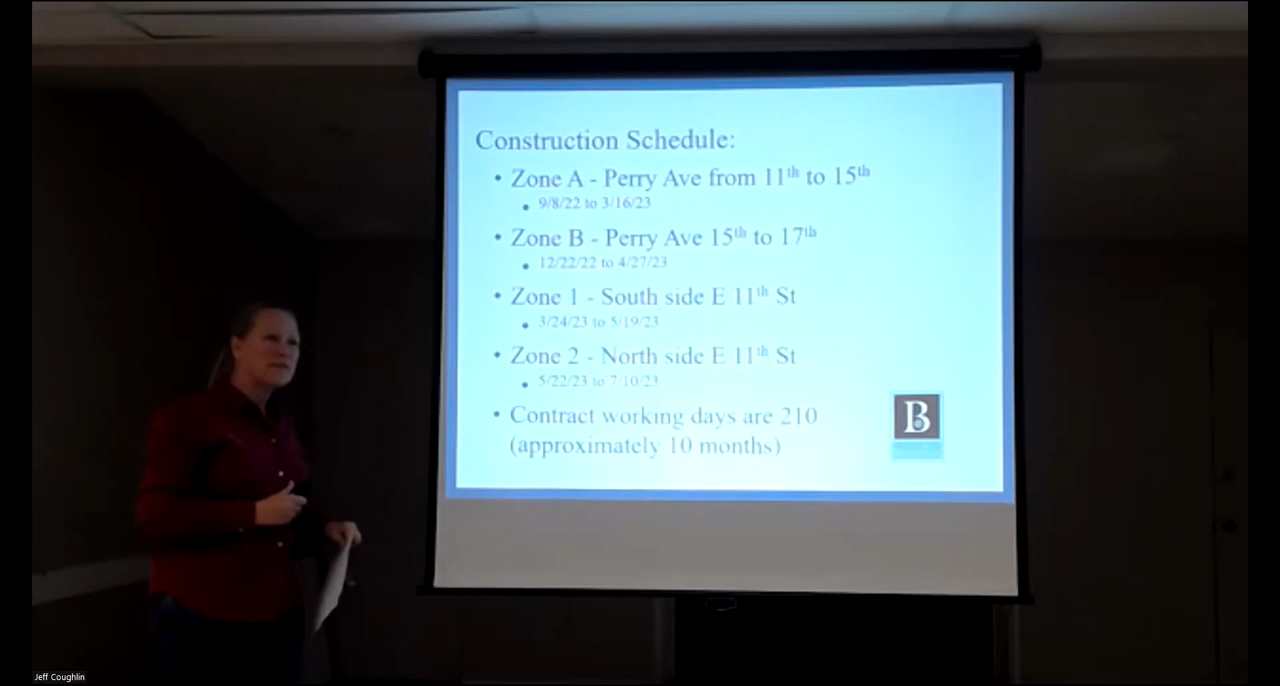 Construction Schedule:
• Zone A - Perry Ave from 11th to 15th
• 9/8/22 to 3/16/23
• Zone B - Perry Ave 15th to 17th
• 12/22/22 to 4/27/23
• Zone 1 - South side E 11th St
• 3/24/23 to 5/19/23
• Zone 2 - North side E 11th St
• 5/22/23 to 7/10/23
• Contract working days are 210
(approximately 10 months)
B
Jeff Coughlin